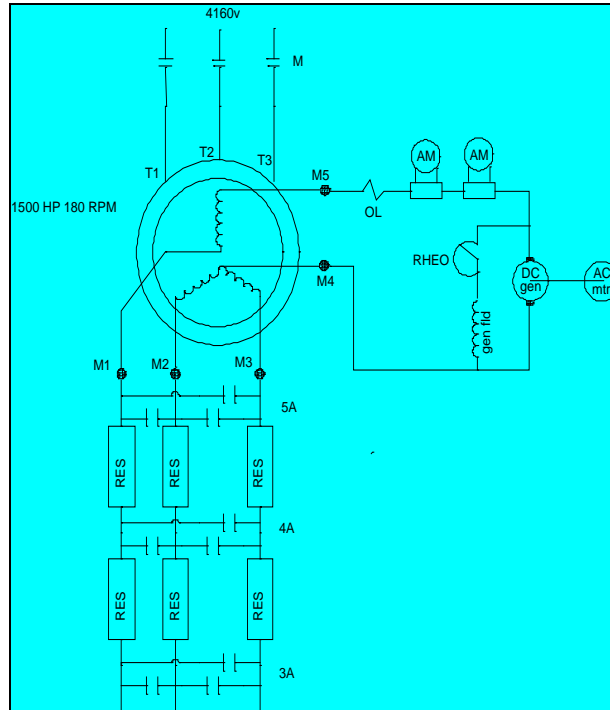 4160v
M
T1
T2
T3
1500 HP 180 RPM
M5
OL
AM
AM
M4
RHEO
DC
gen
AC
mtr
gen fld
M1
M2
M3
5A
RES
RES
RES
4A
RES
RES
RES
3A